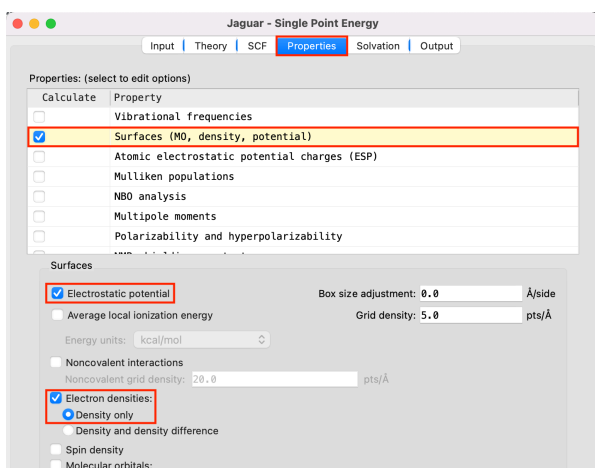 Jaguar - Single Point Energy
Input Theory SCF Properties Solvation Output
Properties: (select to edit options)
Calculate Property
Vibrational frequencies
Surfaces (MO, density, potential)
Atomic electrostatic potential charges (ESP)
Mulliken populations
NBO analysis
Multipole moments
Polarizability and hyperpolarizability
Surfaces
Electrostatic potential Box size adjustment: 0.0 Å/side
Average local ionization energy Grid density: 5.0 pts/Å
Energy units: kcal/mol
Noncovalent interactions
Noncovalent grid density: 20.0 pts/Å
Electron densities:
Density only
Density and density difference
Spin density
Molecular orbitals: